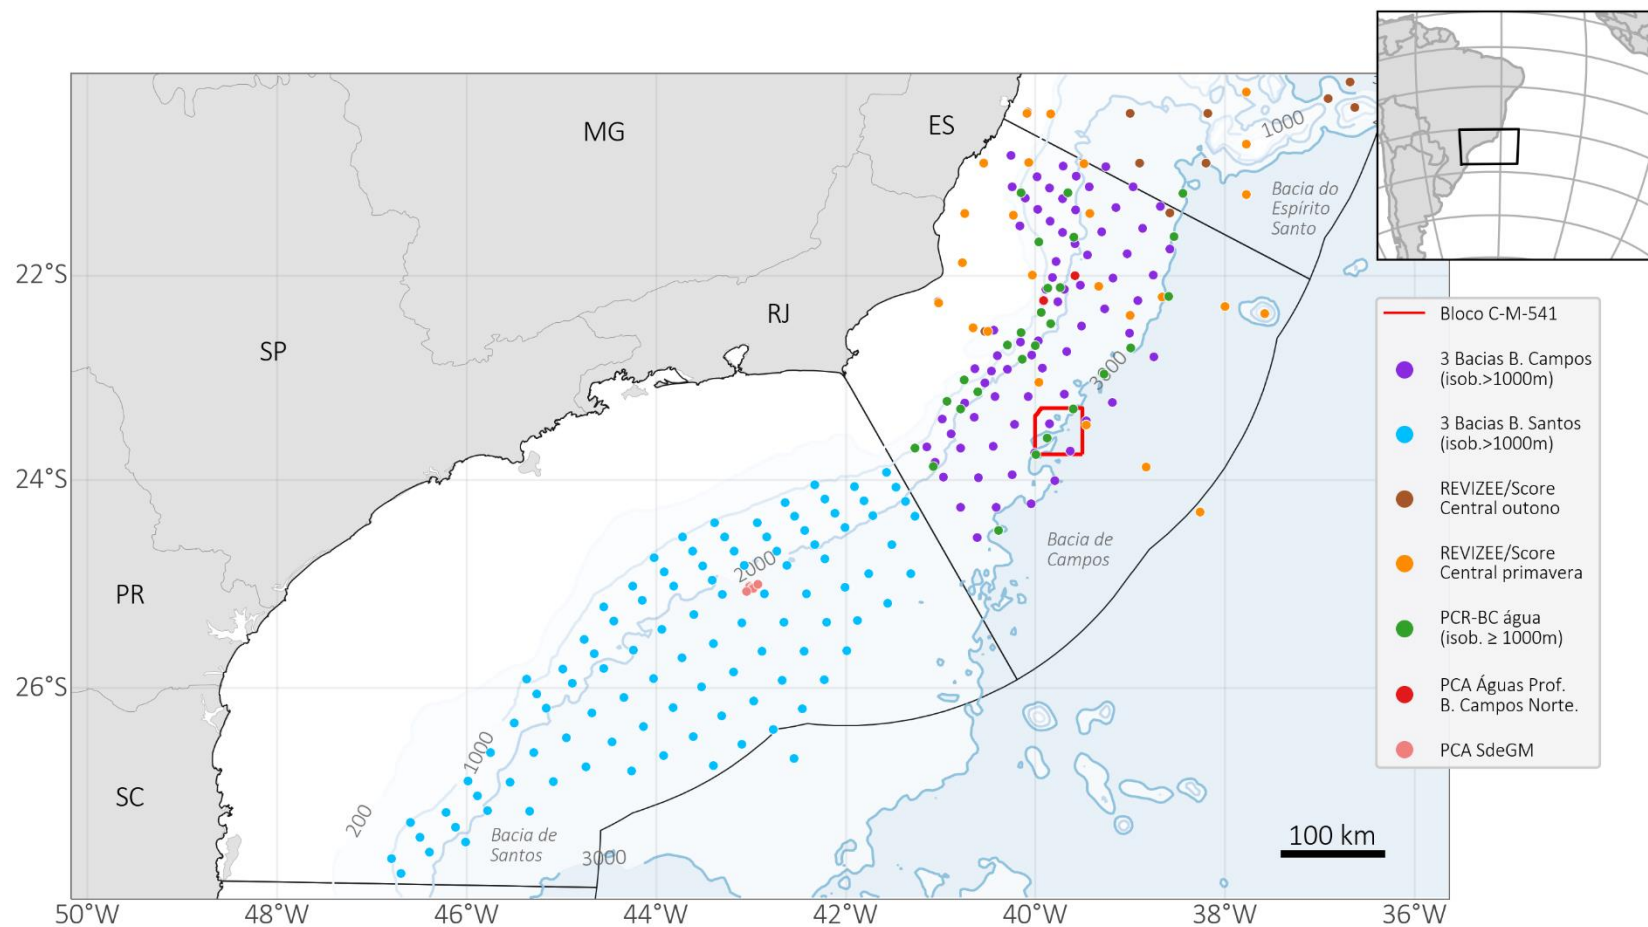 MG
ES
1000
Bacia do
Espírito
Santo
22°S
RJ
SP
Bloco C-M-541
3 Bacias B. Campos
(isob.>1000m)
3000
3 Bacias B. Santos
(isob.>1000m)
24°S
REVIZEE/Score
Central outono
Bacia de
Campos
2000
REVIZEE/Score
Central primavera
PR
PCR-BC água
(isob. ≥ 1000m)
26°S
PCA Águas Prof.
B. Campos Norte.
1000
PCA SdeGM
SC
200
Bacia de
Santos
3000
100 km
50°W
48°W
46°W
44°W
42°W
40°W
38°W
36°W